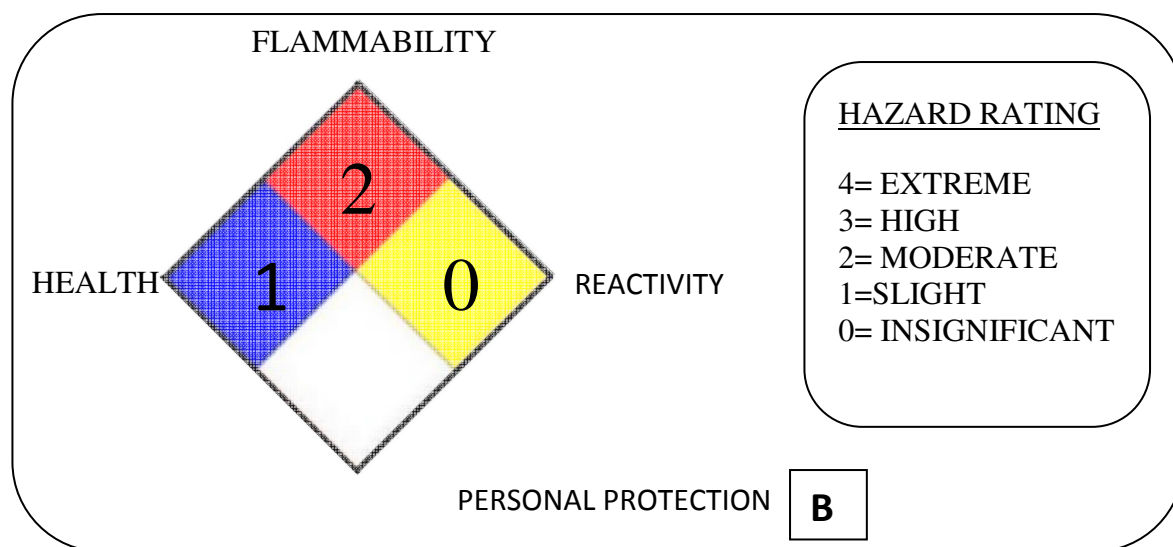 FLAMMABILITY
2
HEALTH
1
0
REACTIVITY
PERSONAL PROTECTION B
HAZARD RATING
4= EXTREME
3= HIGH
2= MODERATE
1=SLIGHT
0= INSIGNIFICANT